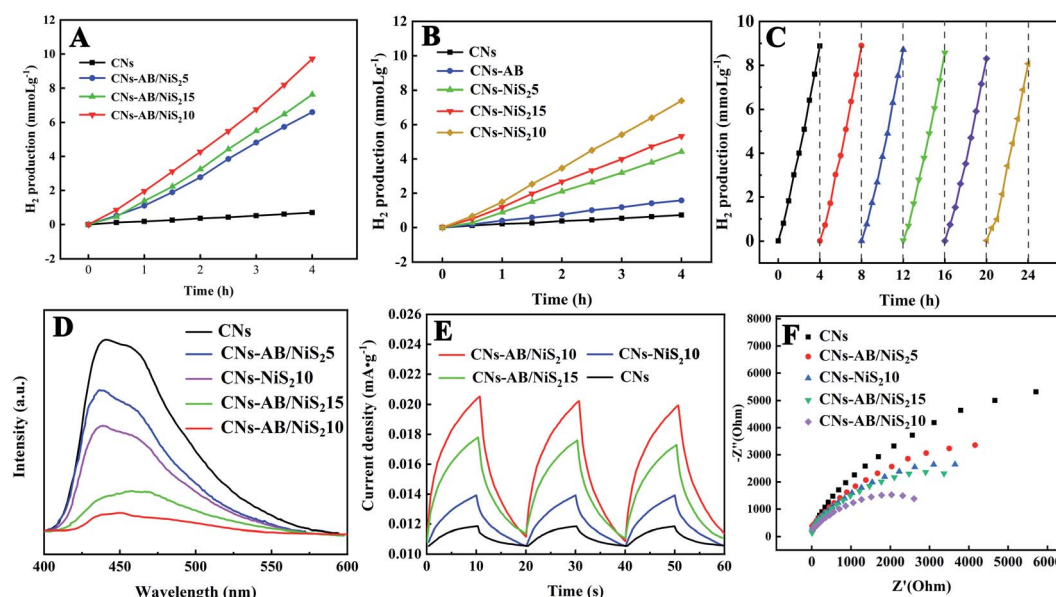 A
CNs
CNs-AB/NiS₂5
CNs-AB/NiS₂15
CNs-AB/NiS₂10
H₂ production (mmolg⁻¹)
12
10
8
6
4
2
0
-2
0 1 2 3 4
Time (h)
B
CNs
CNs-AB
CNs-NiS₂5
CNs-NiS₂15
CNs-NiS₂10
H₂ production (mmoLg⁻¹)
12
10
8
6
4
2
0
-2
0 1 2 3 4
Time (h)
C
H₂ production (mmoLg⁻¹)
10
8
6
4
2
0
0 4 8 12 16 20 24
Time (h)
D
CNs
CNs-AB/NiS₂5
CNs-NiS₂10
CNs-AB/NiS₂15
CNs-AB/NiS₂10
Intensity (a.u.)
400 450 500 550 600
Wavelength (nm)
E
CNs-AB/NiS₂10 CNs-NiS₂10
CNs-AB/NiS₂15 CNs
Current density (mA•g⁻¹)
0.026
0.024
0.022
0.020
0.018
0.016
0.014
0.012
0.010
0 10 20 30 40 50 60
Time (s)
F
CNs
CNs-AB/NiS₂5
CNs-NiS₂10
CNs-AB/NiS₂15
CNs-AB/NiS₂10
-Z''(Ohm)
8000
7000
6000
5000
4000
3000
2000
1000
0
0 1000 2000 3000 4000 5000
Z'(Ohm)